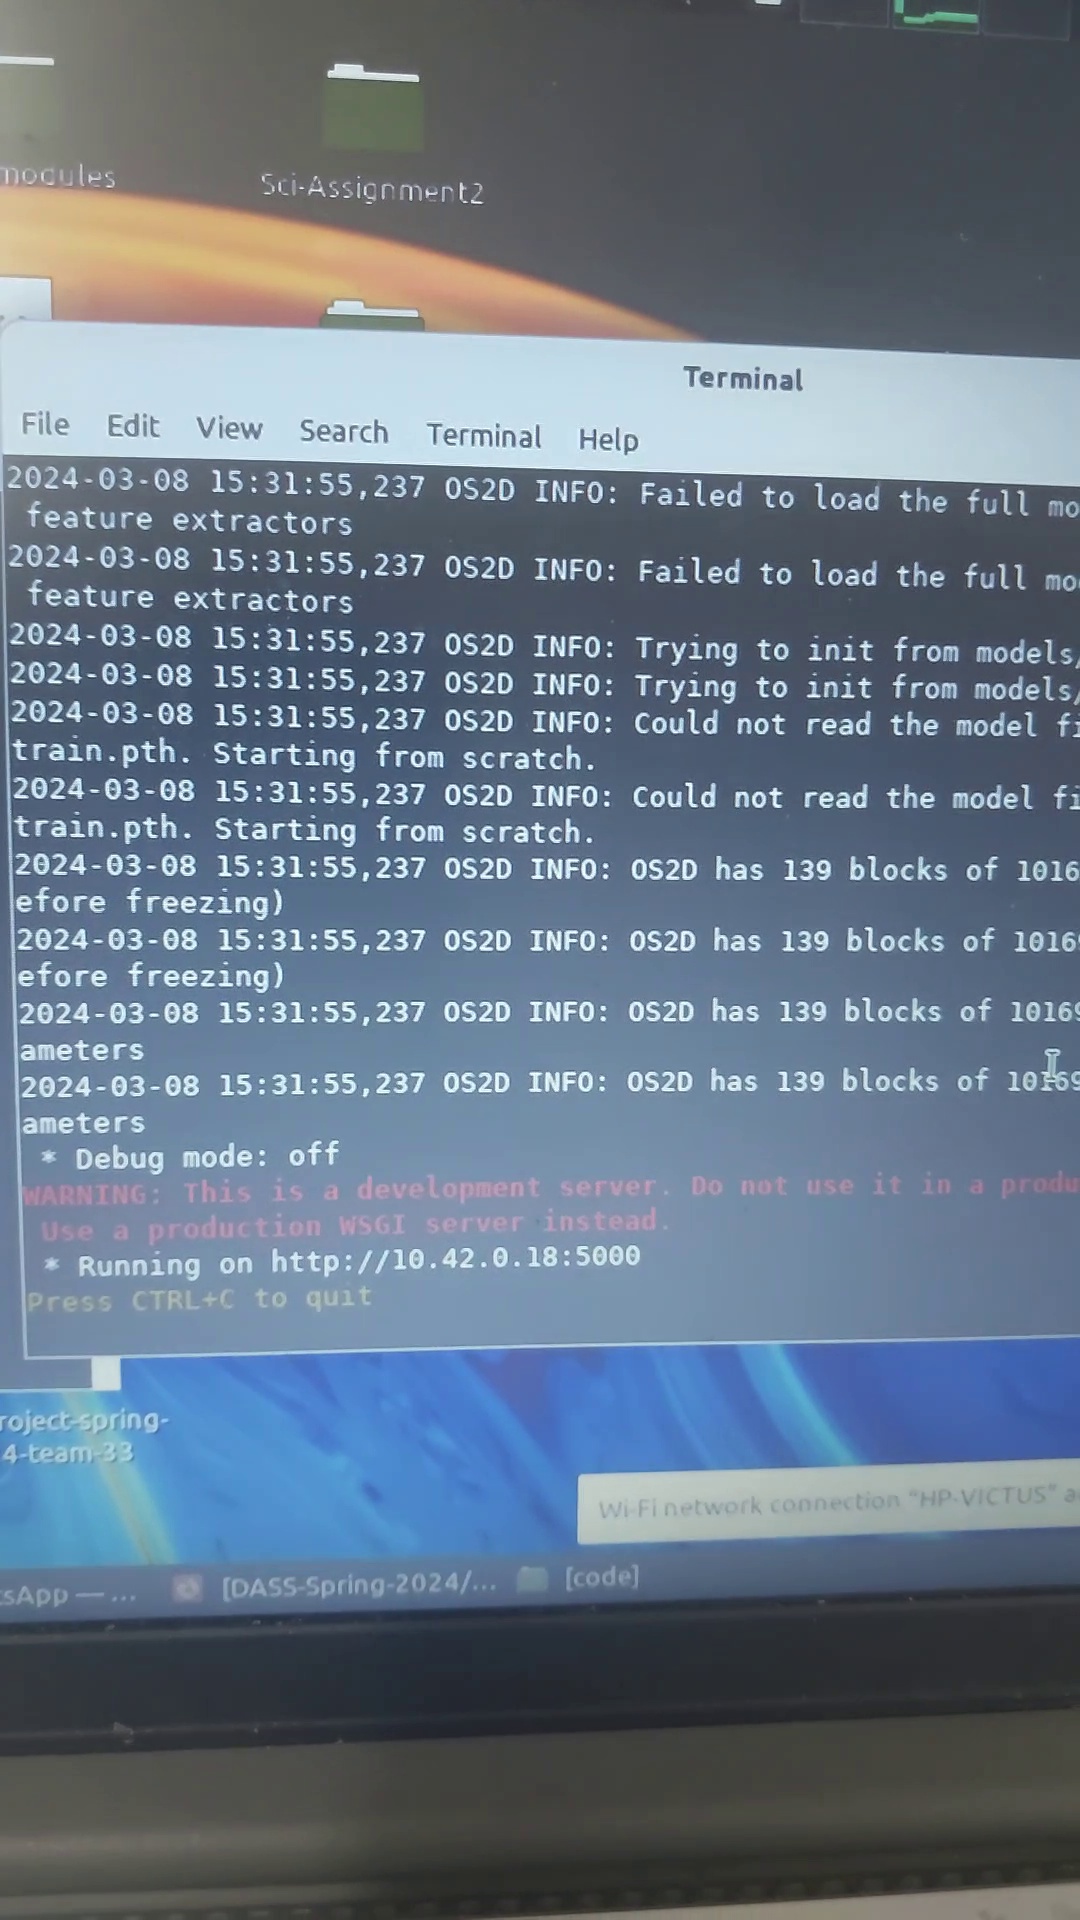 modules
Sci-Assignment2
Terminal
File Edit View Search Terminal Help
2024-03-08 15:31:55,237 OS2D INFO: Failed to load the full mo
feature extractors
2024-03-08 15:31:55,237 OS2D INFO: Failed to load the full mo
feature extractors
2024-03-08 15:31:55,237 OS2D INFO: Trying to init from models/
2024-03-08 15:31:55,237 OS2D INFO: Trying to init from models/
2024-03-08 15:31:55,237 OS2D INFO: Could not read the model fi
train.pth. Starting from scratch.
2024-03-08 15:31:55,237 OS2D INFO: Could not read the model fi
train.pth. Starting from scratch.
2024-03-08 15:31:55,237 OS2D INFO: OS2D has 139 blocks of 1016
efore freezing)
2024-03-08 15:31:55,237 OS2D INFO: OS2D has 139 blocks of 10169
efore freezing)
2024-03-08 15:31:55,237 OS2D INFO: OS2D has 139 blocks of 10169
ameters
2024-03-08 15:31:55,237 OS2D INFO: OS2D has 139 blocks of 10169
ameters
* Debug mode: off
WARNING: This is a development server. Do not use it in a produ
Use a production WSGI server instead.
* Running on http://10.42.0.18:5000
Press CTRL+C to quit
roject-spring-
4-team-33
Wi-Fi network connection "HP-VICTUS" a
sApp — ...
[DASS-Spring-2024/...
[code]